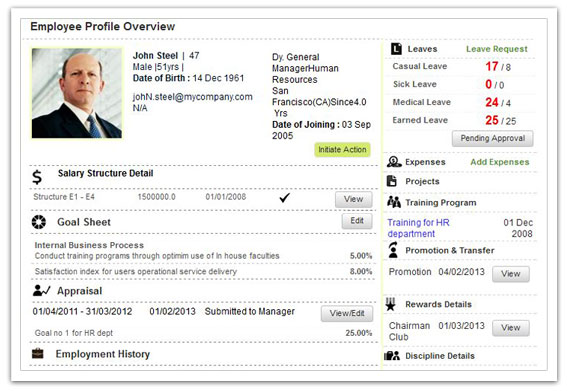 Employee Profile Overview
John Steel | 47
Male |51yrs |
Date of Birth : 14 Dec 1961
johN.steel@mycompany.com
N/A
Dy. General
ManagerHuman
Resources
San
Francisco(CA)Since4.0
Yrs
Date of Joining : 03 Sep
2005
Initiate Action
Salary Structure Detail
Structure E1 - E4 1500000.0 01/01/2008 View
Goal Sheet Edit
Internal Business Process
Conduct training programs through optimim use of In house faculties 5.00%
Satisfaction index for users operational service delivery 8.00%
Appraisal
01/04/2011 - 31/03/2012 01/02/2013 Submitted to Manager View/Edit
Goal no 1 for HR dept 25.00%
Employment History
Leaves Leave Request
Casual Leave 17 / 8
Sick Leave 0 / 0
Medical Leave 24 / 4
Earned Leave 25 / 25
Pending Approval
Expenses Add Expenses
Projects
Training Program
Training for HR 01 Dec
department 2008
Promotion & Transfer
Promotion 04/02/2013 View
Rewards Details
Chairman 01/03/2013 View
Club
Discipline Details